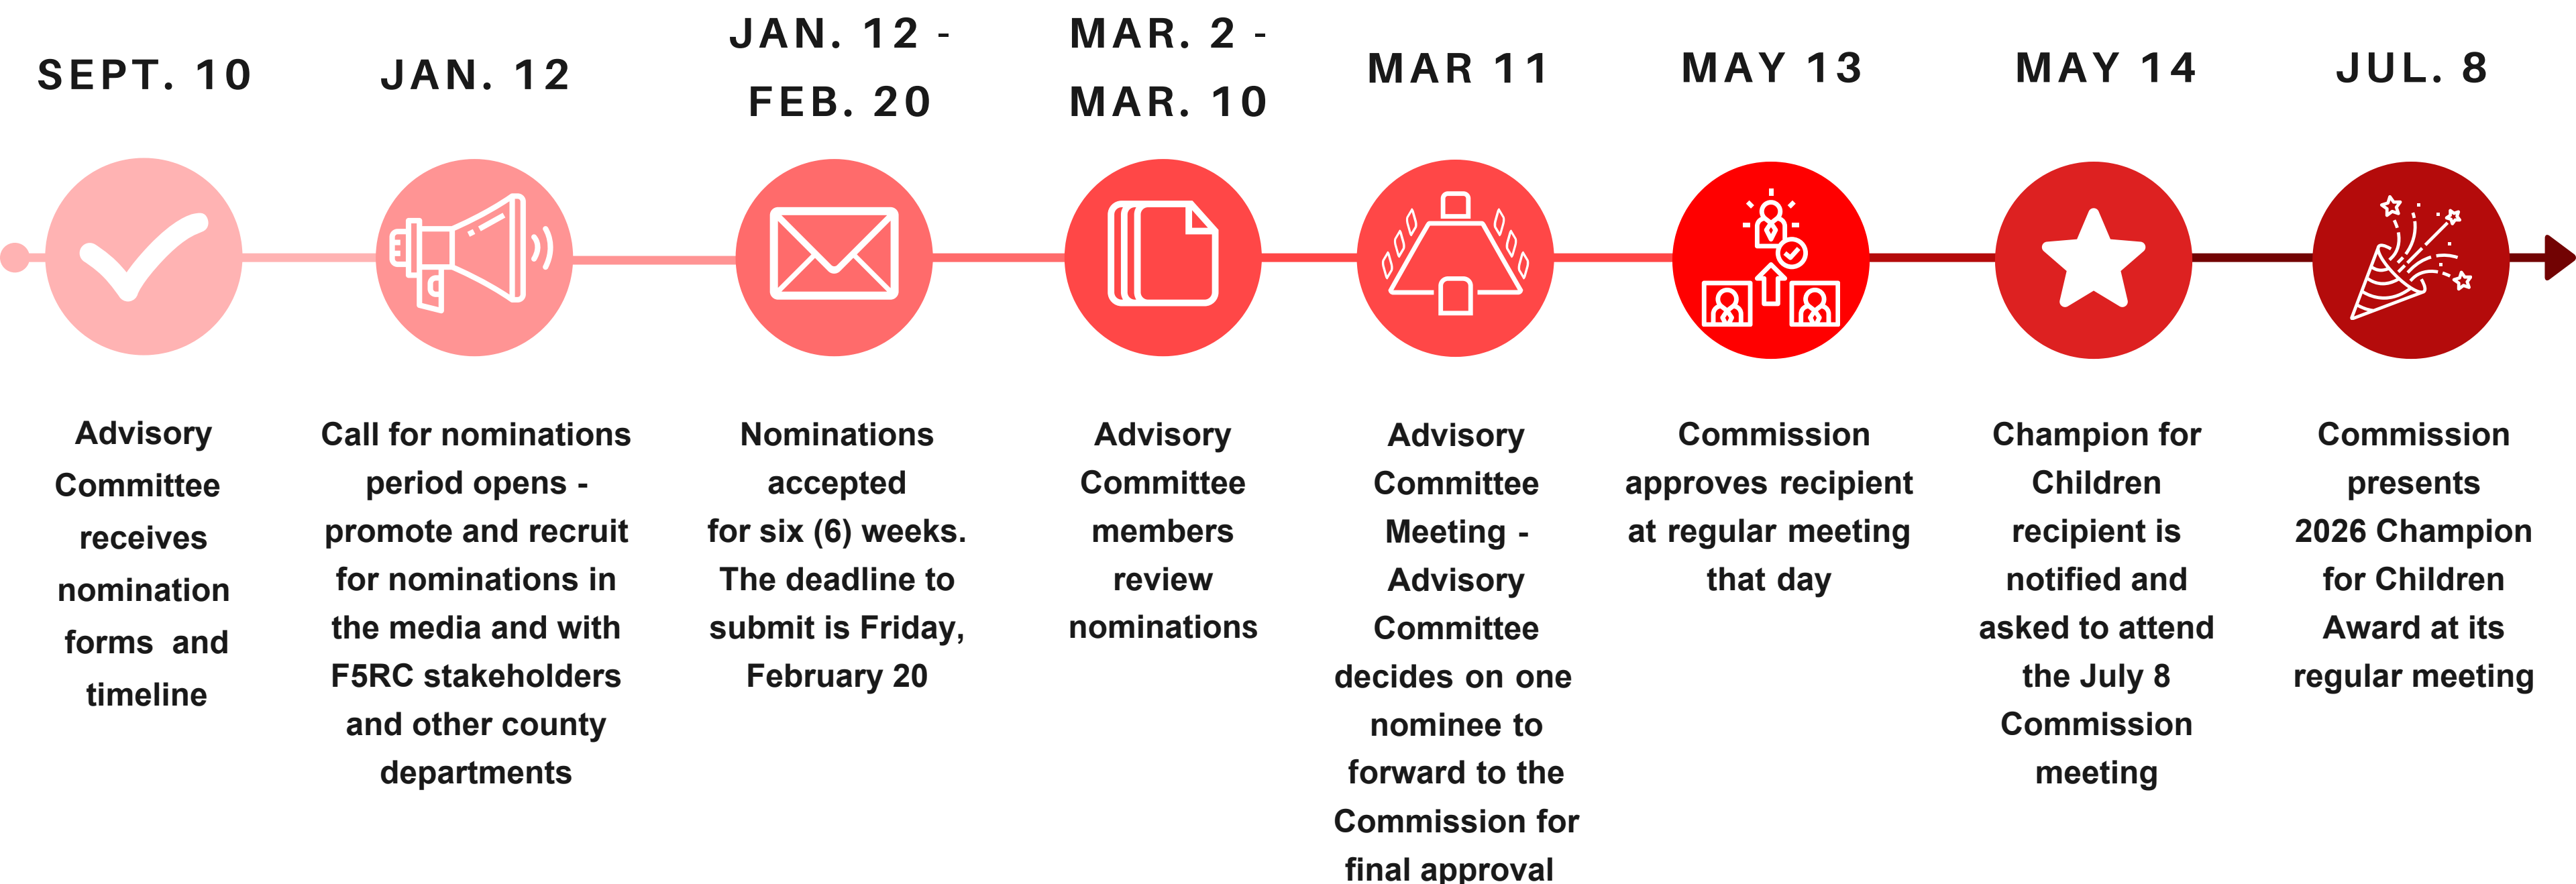 SEPT. 10
Advisory
Committee
receives
nomination
forms and
timeline
JAN. 12
Call for nominations
period opens -
promote and recruit
for nominations in
the media and with
F5RC stakeholders
and other county
departments
JAN. 12 -
FEB. 20
Nominations
accepted
for six (6) weeks.
The deadline to
submit is Friday,
February 20
MAR. 2 -
MAR. 10
Advisory
Committee
members
review
nominations
MAR 11
Advisory
Committee
Meeting -
Advisory
Committee
decides on one
nominee to
forward to the
Commission for
final approval
MAY 13
Commission
approves recipient
at regular meeting
that day
MAY 14
Champion for
Children
recipient is
notified and
asked to attend
the July 8
Commission
meeting
JUL. 8
Commission
presents
2026 Champion
for Children
Award at its
regular meeting